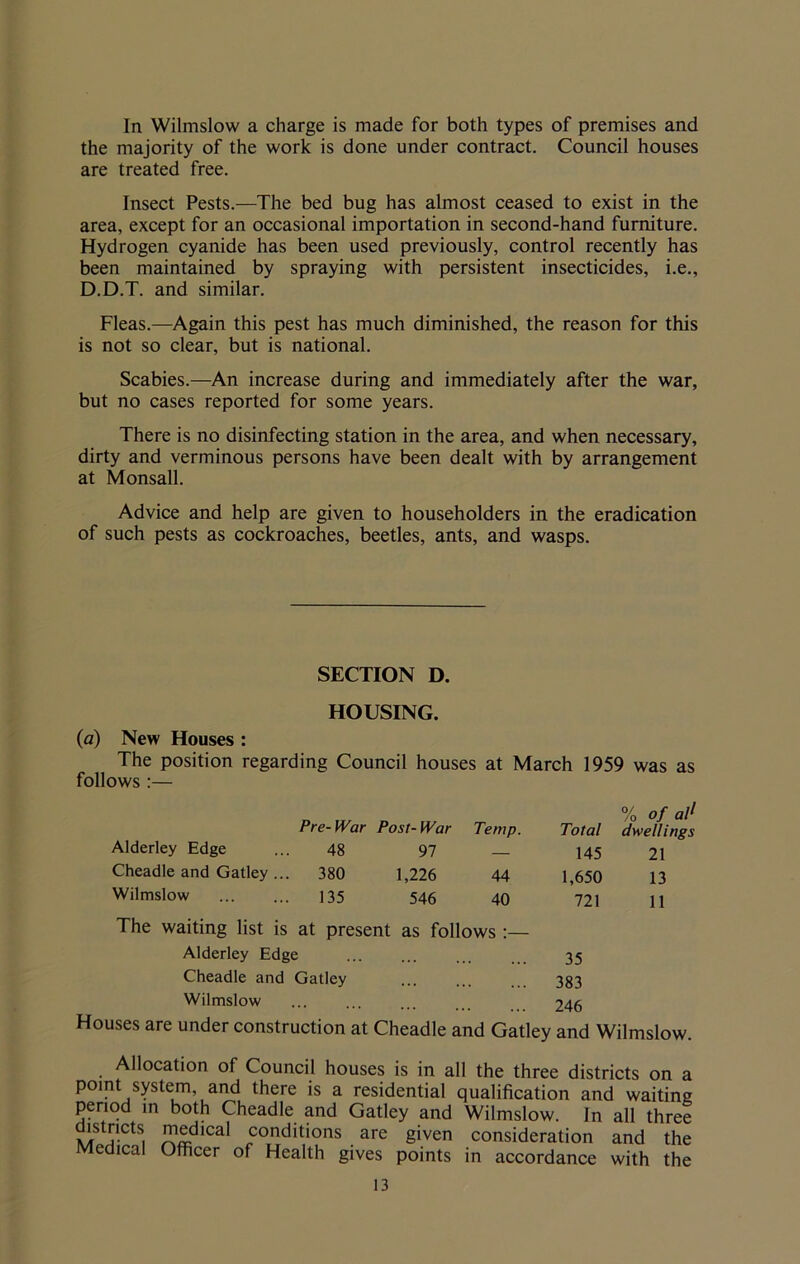 In Wilmslow a charge is made for both types of premises and
the majority of the work is done under contract. Council houses
are treated free.
Insect Pests.—The bed bug has almost ceased to exist in the
area, except for an occasional importation in second-hand furniture.
Hydrogen cyanide has been used previously, control recently has
been maintained by spraying with persistent insecticides, i.e.,
D.D.T. and similar.
Fleas.—Again this pest has much diminished, the reason for this
is not so clear, but is national.
Scabies.—An increase during and immediately after the war,
but no cases reported for some years.
There is no disinfecting station in the area, and when necessary,
dirty and verminous persons have been dealt with by arrangement
at Monsall.
Advice and help are given to householders in the eradication
of such pests as cockroaches, beetles, ants, and wasps.
SECTION D.
HOUSING.
(a) New Houses :
The position regarding Council houses at March 1959 was as
follows :—
% of all
Pre-War Post-War Temp. Total dwellings
Alderley Edge ... 48 97 — 145 21
Cheadle and Gatley ... 380 1,226 44 1,650 13
Wilmslow ... ... 135 546 40 721 11
The waiting list is at present as follows :—
Alderley Edge ... ... ... ... 35
Cheadle and Gatley ... ... ... 383
Wilmslow ... ... ... ... ... 246
Houses are under construction at Cheadle and Gatley and Wilmslow.
Allocation of Council houses is in all the three districts on a
point system, and there is a residential qualification and waiting
period in both Cheadle and Gatley and Wilmslow. In all three
districts medical conditions are given consideration and the
Medical Officer of Health gives points in accordance with the
13